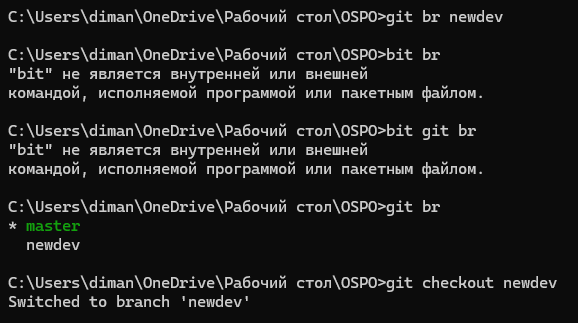 C:\Users\diman\OneDrive\Рабочий стол\OSPO>git br newdev
C:\Users\diman\OneDrive\Рабочий стол\OSPO>bit br
"bit" не является внутренней или внешней
командой, исполняемой программой или пакетным файлом.
C:\Users\diman\OneDrive\Рабочий стол\OSPO>bit git br
"bit" не является внутренней или внешней
командой, исполняемой программой или пакетным файлом.
C:\Users\diman\OneDrive\Рабочий стол\OSPO>git br
* master
  newdev
C:\Users\diman\OneDrive\Рабочий стол\OSPO>git checkout newdev
Switched to branch 'newdev'